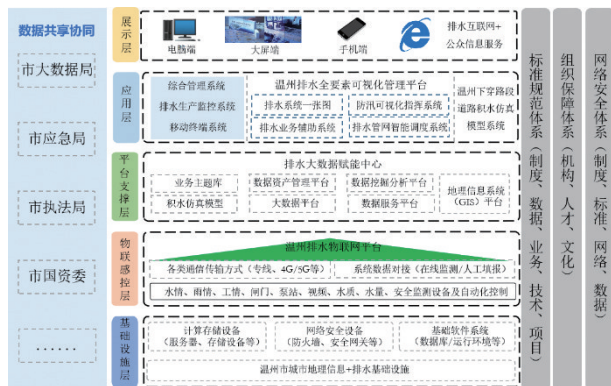 数据共享协同
市大数据局
市应急局
市执法局
市国资委
……
展示层
电脑端
大屏端
手机端
排水互联网+
公众信息服务
应用层
综合管理系统
排水生产监控系统
移动终端系统
温州排水全要素可视化管理平台
排水系统一张图
防汛可视化指挥系统
排水业务辅助系统
排水管网智能调度系统
温州下穿路段
道路积水仿真
模型系统
平台支撑层
排水大数据赋能中心
业务主题库
数据资产管理平台
数据挖掘分析平台
积水仿真模型
大数据平台
数据服务平台
地理信息系统
(GIS)平台
物联感控层
温州排水物联网平台
各类通信传输方式(专线、4G/5G等)
系统数据对接(在线监测/人工填报)
水情、雨情、工情、闸门、泵站、视频、水质、水量、安全监测设备及自动化控制
基础设施层
计算存储设备
(服务器、存储设备等)
网络安全设备
(防火墙、安全网关等)
基础软件系统
(数据库/运行环境等)
温州市城市地理信息+排水基础设施
标准规范体系(制度、数据、业务、技术、项目)
组织保障体系(机构、人才、文化)
网络安全体系(制度、标准、网络、数据)